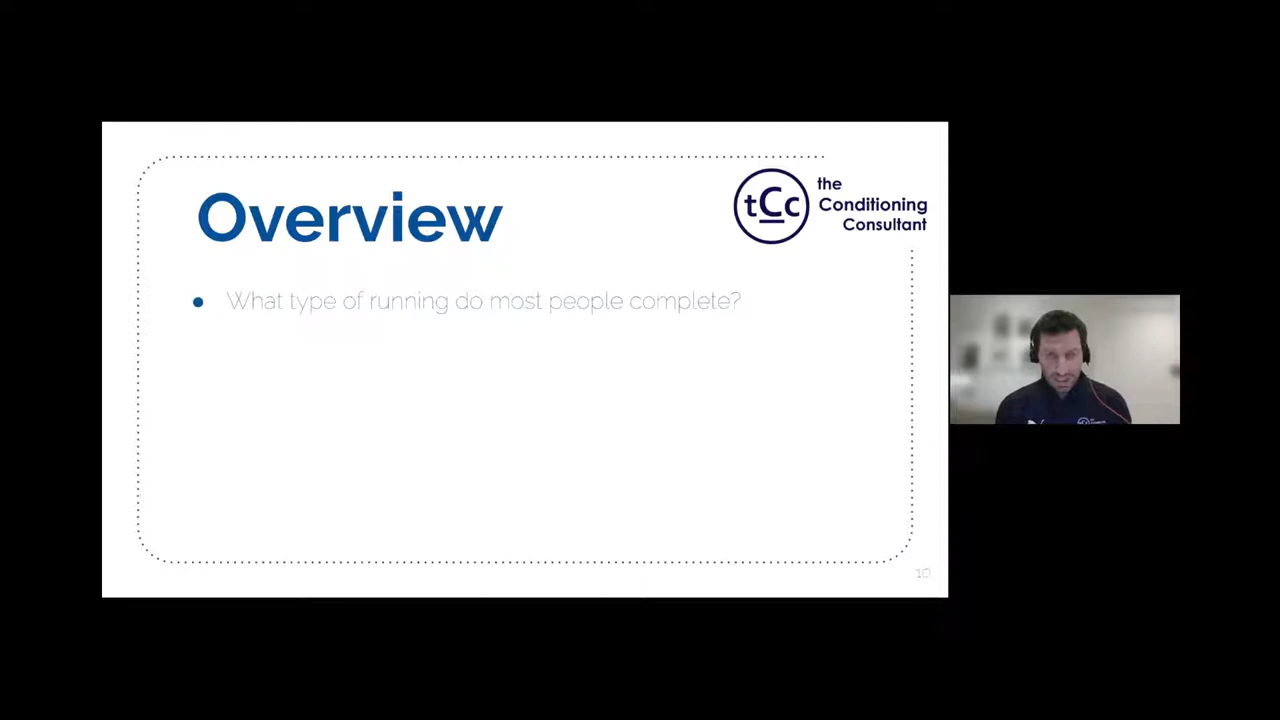 Overview
tCc
the
Conditioning
Consultant
What type of running do most people complete?
10